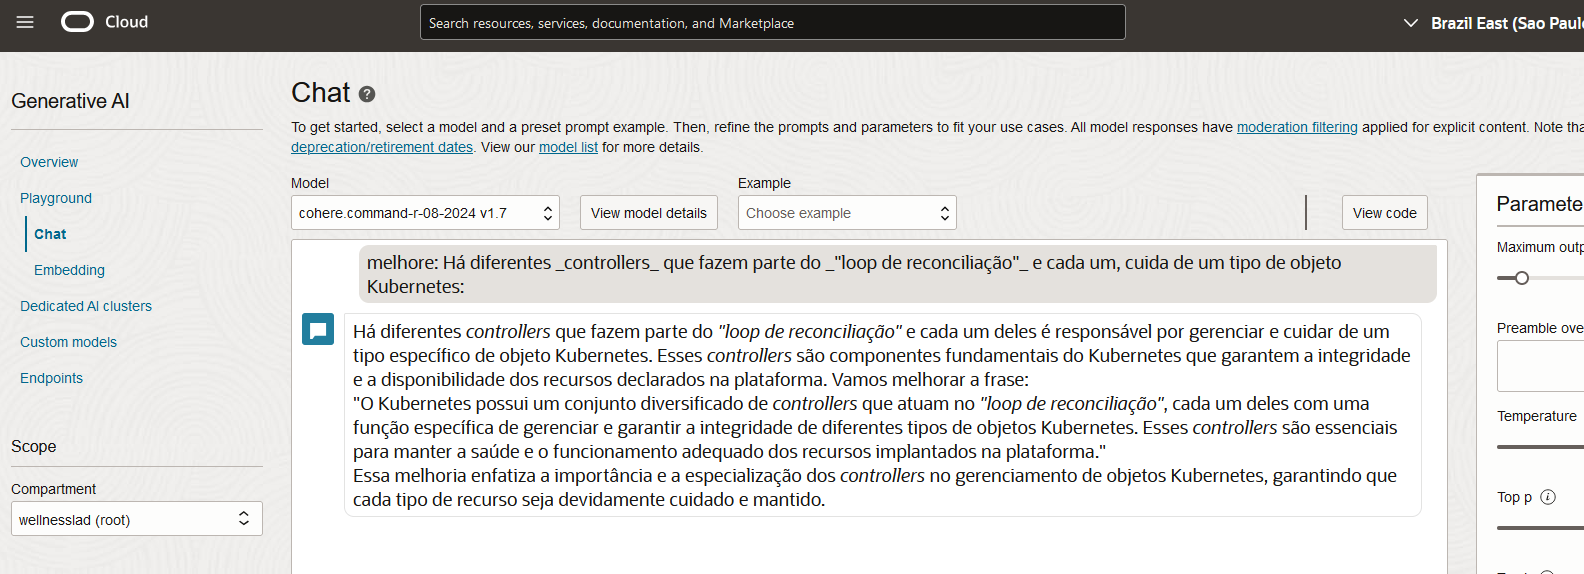 Cloud
Search resources, services, documentation, and Marketplace
Brazil East (Sao Paulo
Generative AI
Overview
Playground
Chat
Embedding
Dedicated AI clusters
Custom models
Endpoints
Scope
Compartment
wellnesslad (root)
Chat
To get started, select a model and a preset prompt example. Then, refine the prompts and parameters to fit your use cases. All model responses have moderation filtering applied for explicit content. Note tha
deprecation/retirement dates. View our model list for more details.
Model
Example
cohere.command-r-08-2024 v1.7
View model details
Choose example
View code
melhore: Há diferentes _controllers_ que fazem parte do _"loop de reconciliação"_ e cada um, cuida de um tipo de objeto
Kubernetes:
Há diferentes controllers que fazem parte do "loop de reconciliação" e cada um deles é responsável por gerenciar e cuidar de um
tipo específico de objeto Kubernetes. Esses controllers são componentes fundamentais do Kubernetes que garantem a integridade
e a disponibilidade dos recursos declarados na plataforma. Vamos melhorar a frase:
"O Kubernetes possui um conjunto diversificado de controllers que atuam no "loop de reconciliação", cada um deles com uma
função específica de gerenciar e garantir a integridade de diferentes tipos de objetos Kubernetes. Esses controllers são essenciais
para manter a saúde e o funcionamento adequado dos recursos implantados na plataforma."
Essa melhoria enfatiza a importância e a especialização dos controllers no gerenciamento de objetos Kubernetes, garantindo que
cada tipo de recurso seja devidamente cuidado e mantido.
Paramete
Maximum outp
Preamble ove
Temperature
Top p